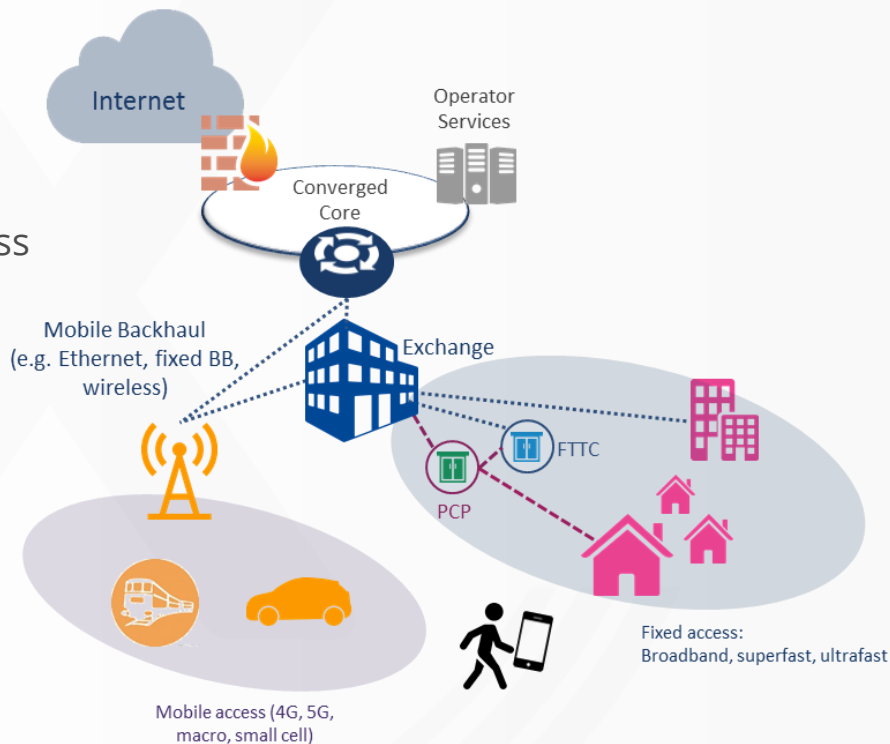 Internet
Operator
Services
Converged
Core
ss
Mobile Backhaul
(e.g. Ethernet, fixed BB,
wireless)
Exchange
FTTC
PCP
Fixed access:
Broadband, superfast, ultrafast
Mobile access (4G, 5G,
macro, small cell)